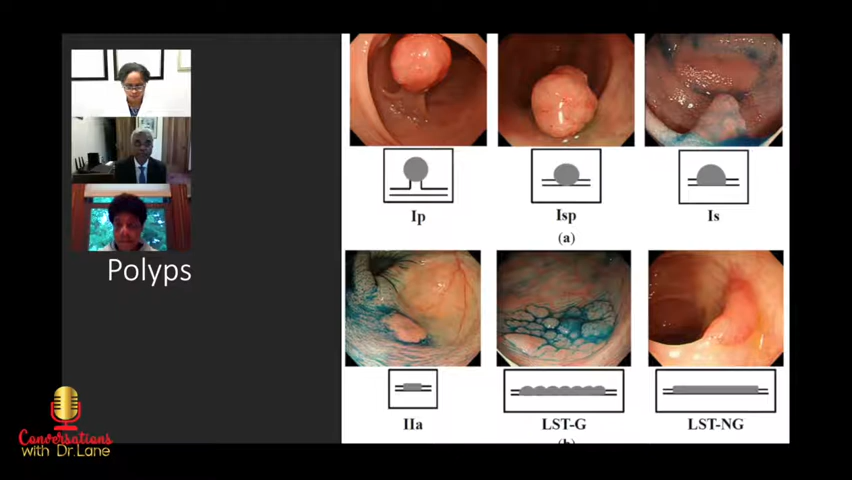 Polyps
Ip
Isp
Is
(a)
IIa
LST-G
LST-NG
Conversations
with Dr.Lane